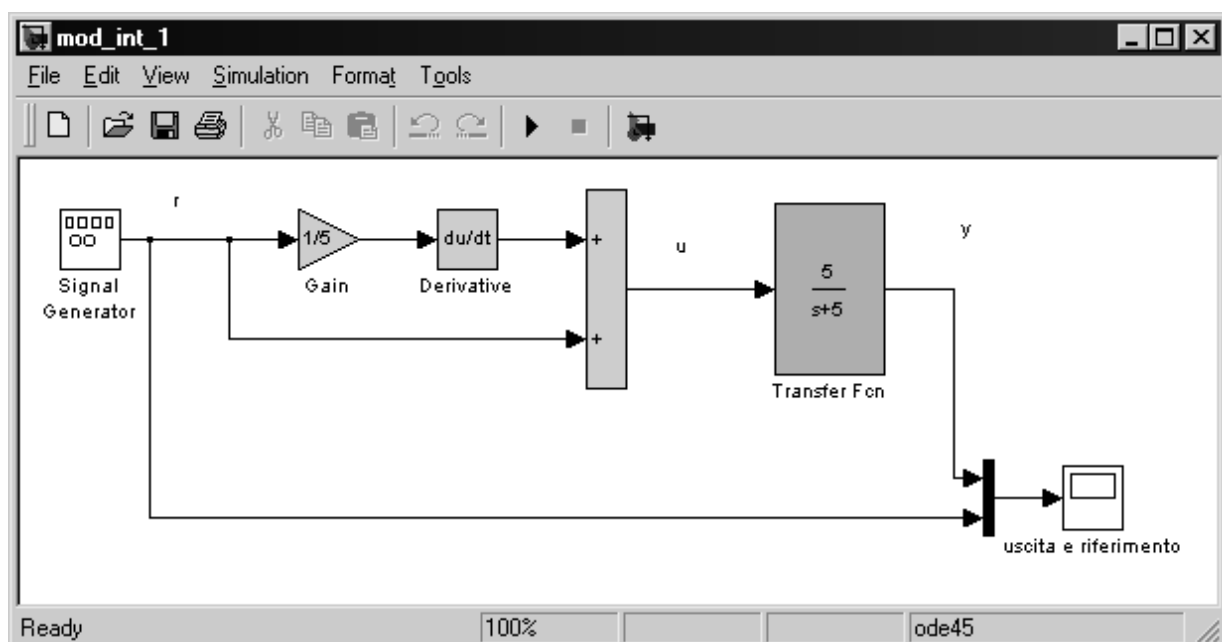 mod_int_1
File Edit View Simulation Format Tools
r
Signal
Generator
1/5
Gain
du/dt
Derivative
+
+
u
5
s+5
Transfer Fcn
y
uscita e riferimento
Ready 100% ode45